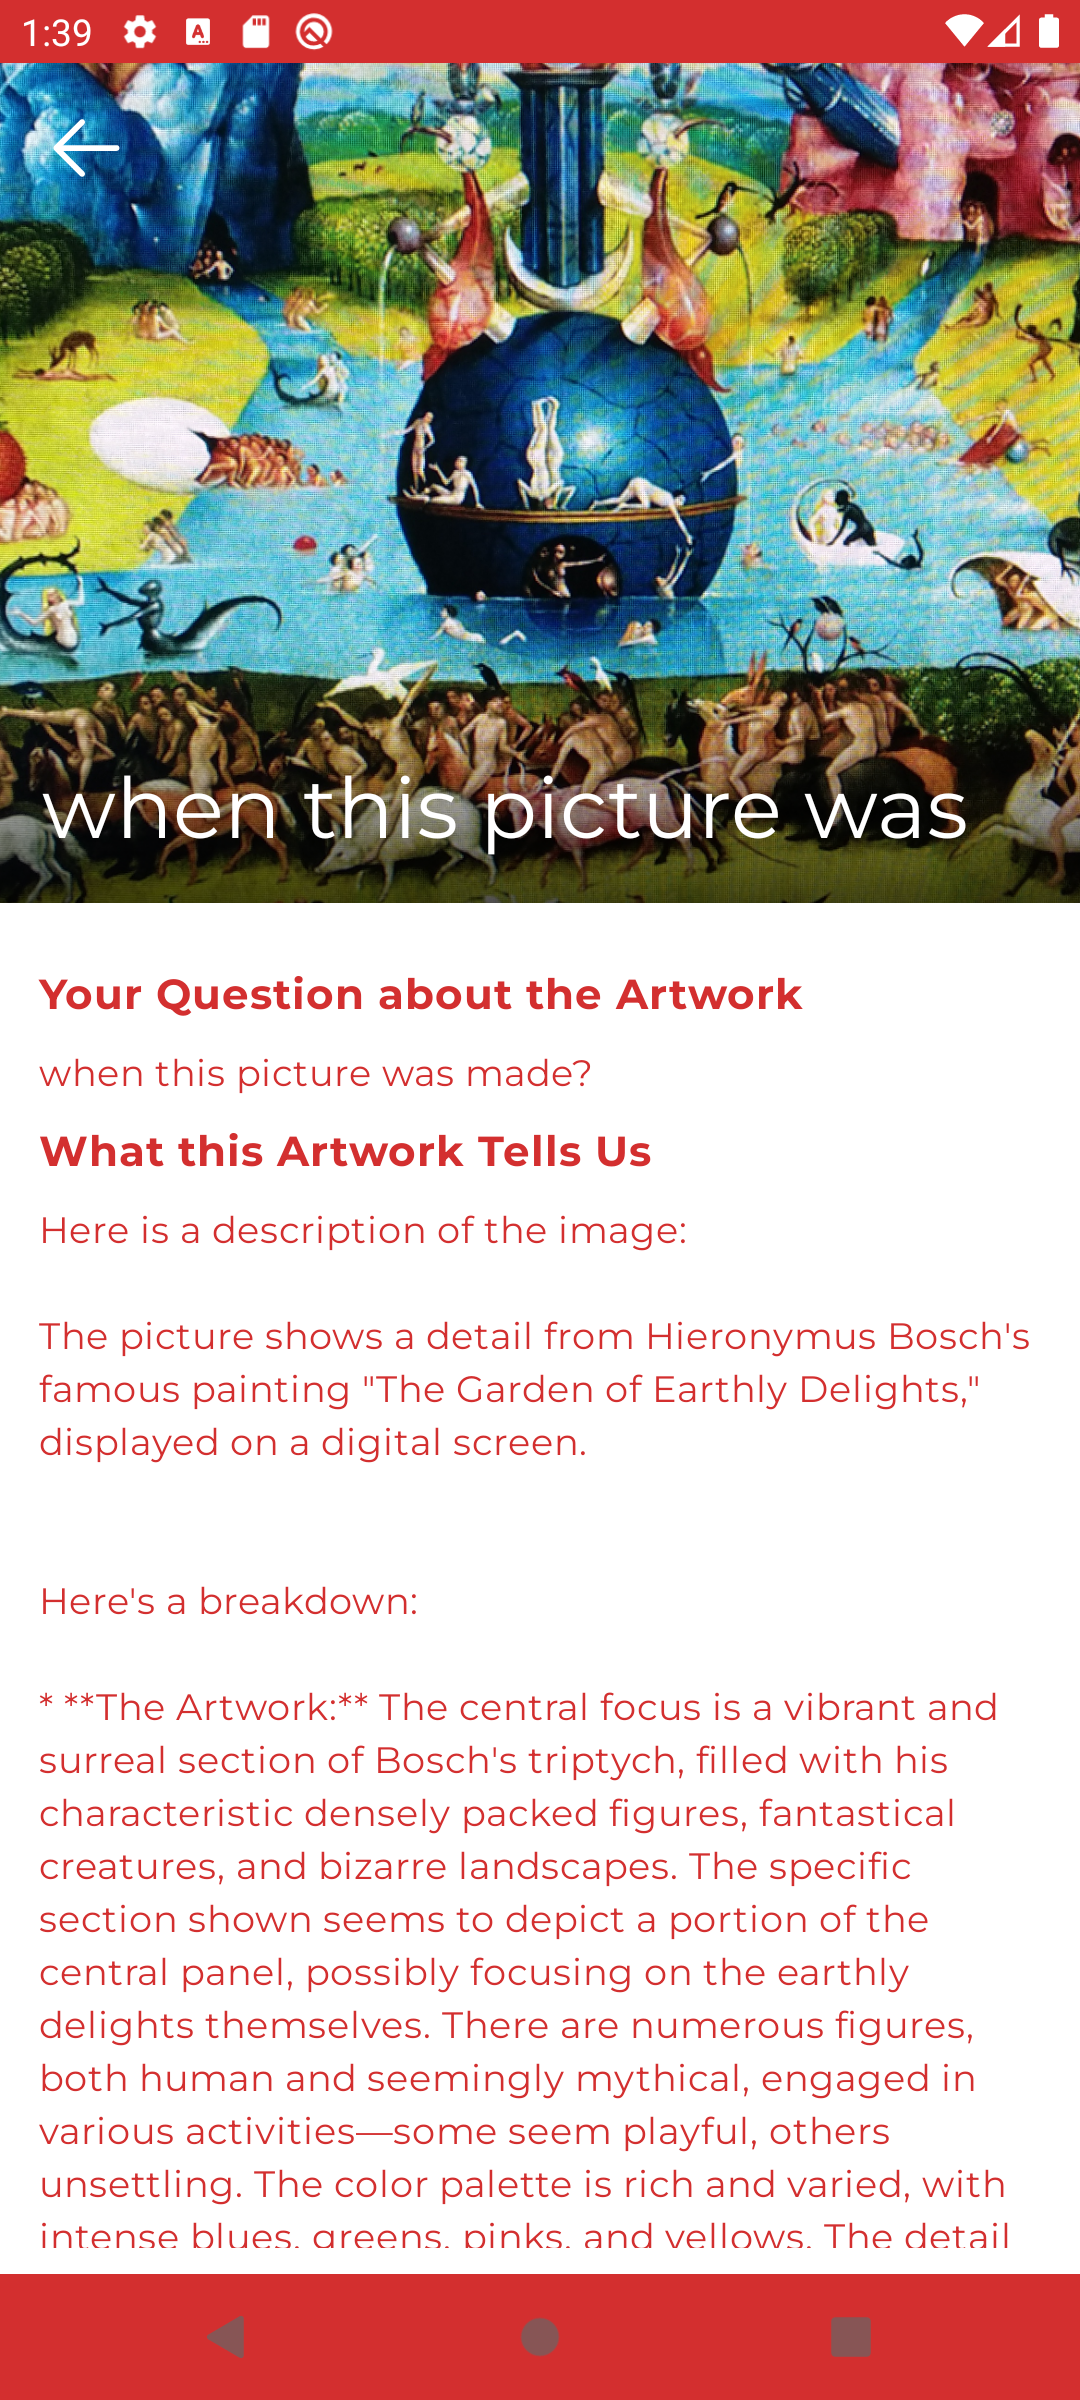 1:39
when this picture was
Your Question about the Artwork
when this picture was made?
What this Artwork Tells Us
Here is a description of the image:
The picture shows a detail from Hieronymus Bosch's
famous painting "The Garden of Earthly Delights,"
displayed on a digital screen.
Here's a breakdown:
* **The Artwork:** The central focus is a vibrant and
surreal section of Bosch's triptych, filled with his
characteristic densely packed figures, fantastical
creatures, and bizarre landscapes. The specific
section shown seems to depict a portion of the
central panel, possibly focusing on the earthly
delights themselves. There are numerous figures,
both human and seemingly mythical, engaged in
various activities—some seem playful, others
unsettling. The color palette is rich and varied, with
intense blues, greens, pinks, and yellows. The detail